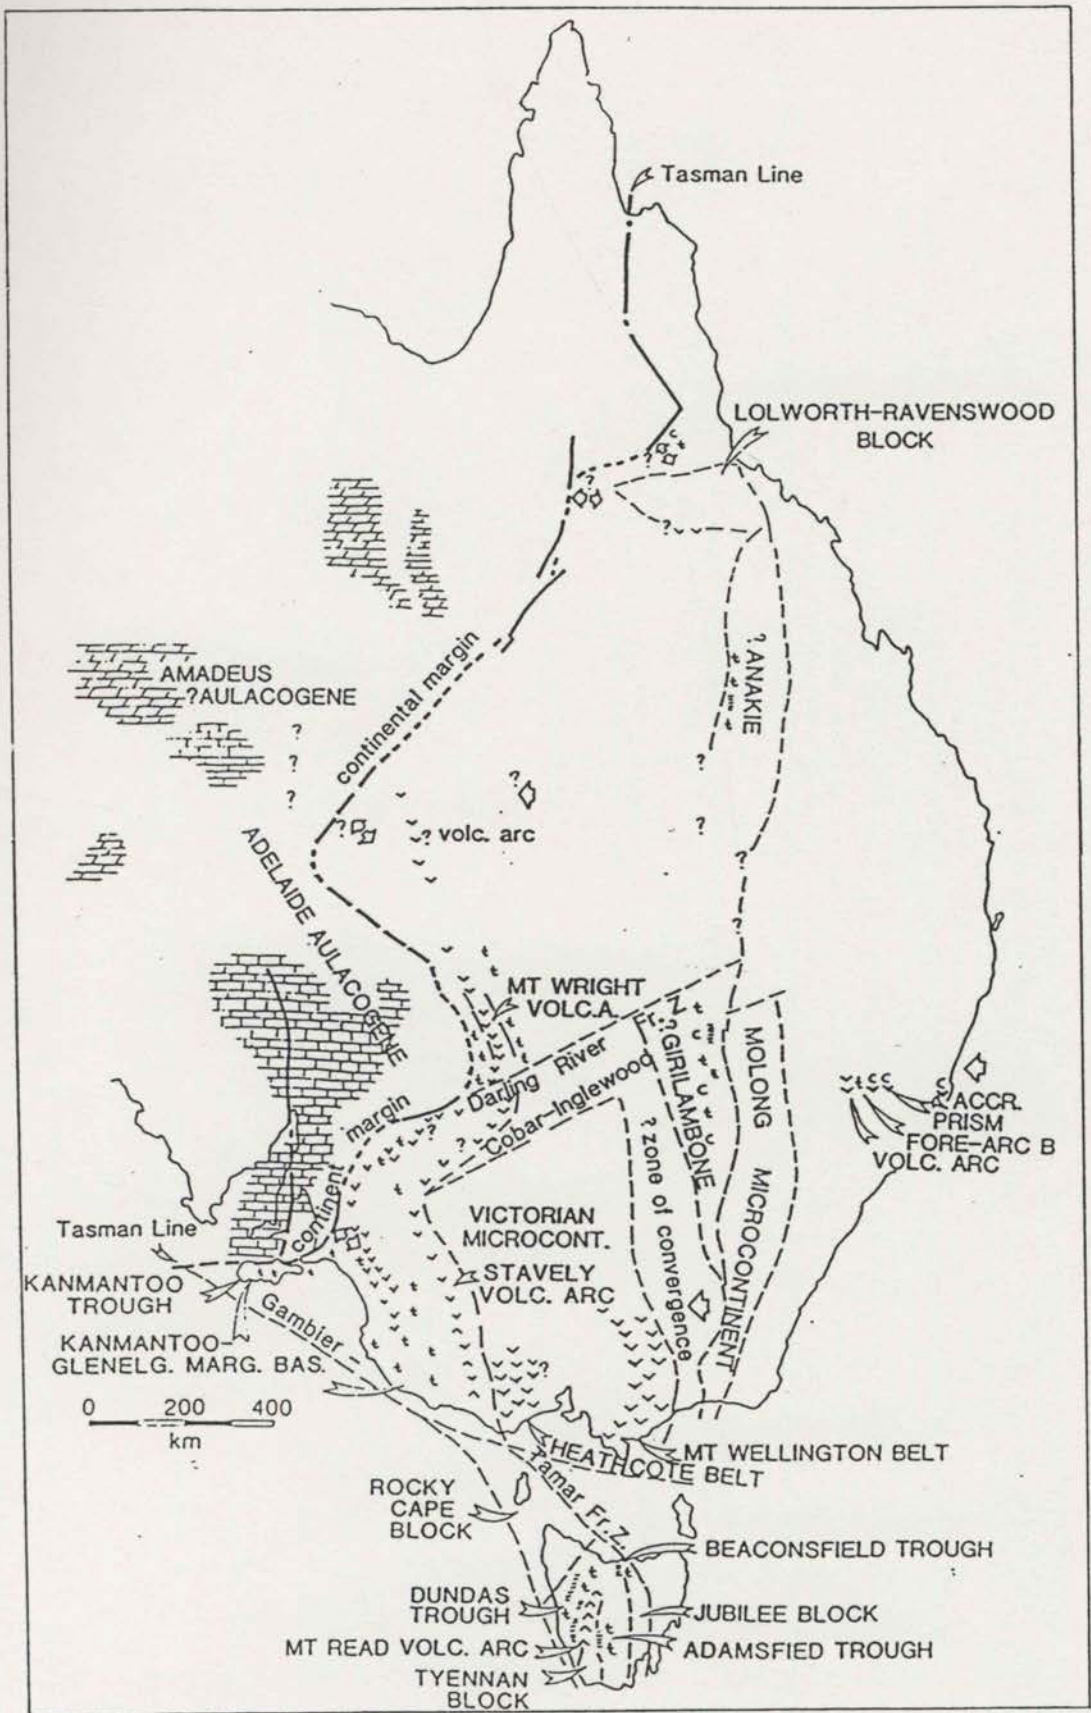 Tasman Line
LOLWORTH-RAVENSWOOD
BLOCK
?
?
?
? ANAKIE
t t t t
AMADEUS
?AULACOGENE
continental margin
?
?
?
?
?
?
?
? volc. arc
?
?
ADELAIDE AULACOGENE
MT WRIGHT
VOLC.A.
Darling River
F. Z.
Cobar-Inglewood
margin
continent
? GIRILAMBONE
MOLONG
MICROCONTINENT
? zone of convergence
& ACCR.
PRISM
FORE-ARC B
VOLC. ARC
VICTORIAN
MICROCONT.
STAVELY
VOLC. ARC
Tasman Line
KANMANTOO
TROUGH
KANMANTOO-
GLENELG. MARG. BAS.
Gambier -
0 200 400
km
?
?
?
HEATHCOTE BELT
MT WELLINGTON BELT
Tamar Fr. Z.
ROCKY
CAPE
BLOCK
BEACONSFIELD TROUGH
DUNDAS
TROUGH
JUBILEE BLOCK
MT READ VOLC. ARC
ADAMSFIED TROUGH
TYENNAN
BLOCK